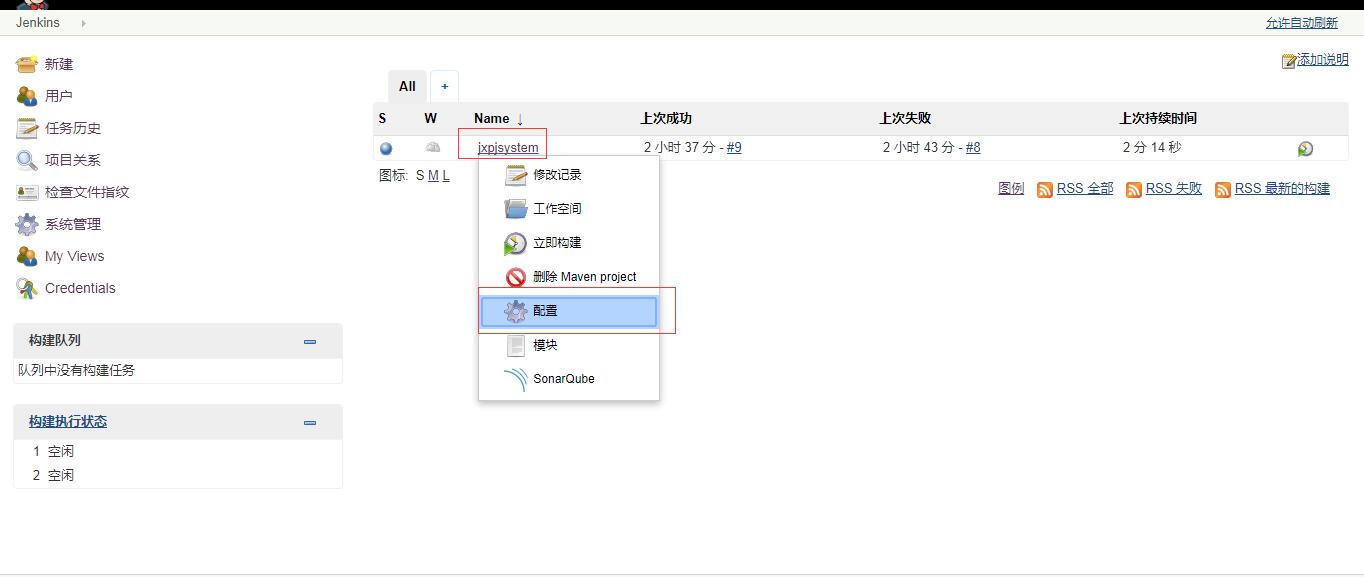 Jenkins
允许自动刷新
新建
用户
任务历史
项目关系
检查文件指纹
系统管理
My Views
Credentials
构建队列
队列中没有构建任务
构建执行状态
1 空闲
2 空闲
添加说明
All +
S W Name ↓ 上次成功 上次失败 上次持续时间
jxpjsystem 2 小时 37 分 - #9 2 小时 43 分 - #8 2 分 14 秒
图标: S M L
修改记录
工作空间
立即构建
删除 Maven project
配置
模块
SonarQube
图例 RSS 全部 RSS 失败 RSS 最新的构建